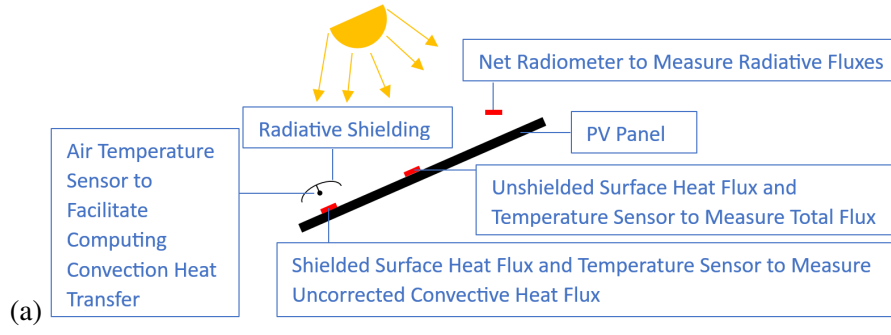 Net Radiometer to Measure Radiative Fluxes
Radiative Shielding
PV Panel
Air Temperature
Sensor to
Facilitate
Computing
Convection Heat
Transfer
Unshielded Surface Heat Flux and
Temperature Sensor to Measure Total Flux
Shielded Surface Heat Flux and Temperature Sensor to Measure
Uncorrected Convective Heat Flux
(a)